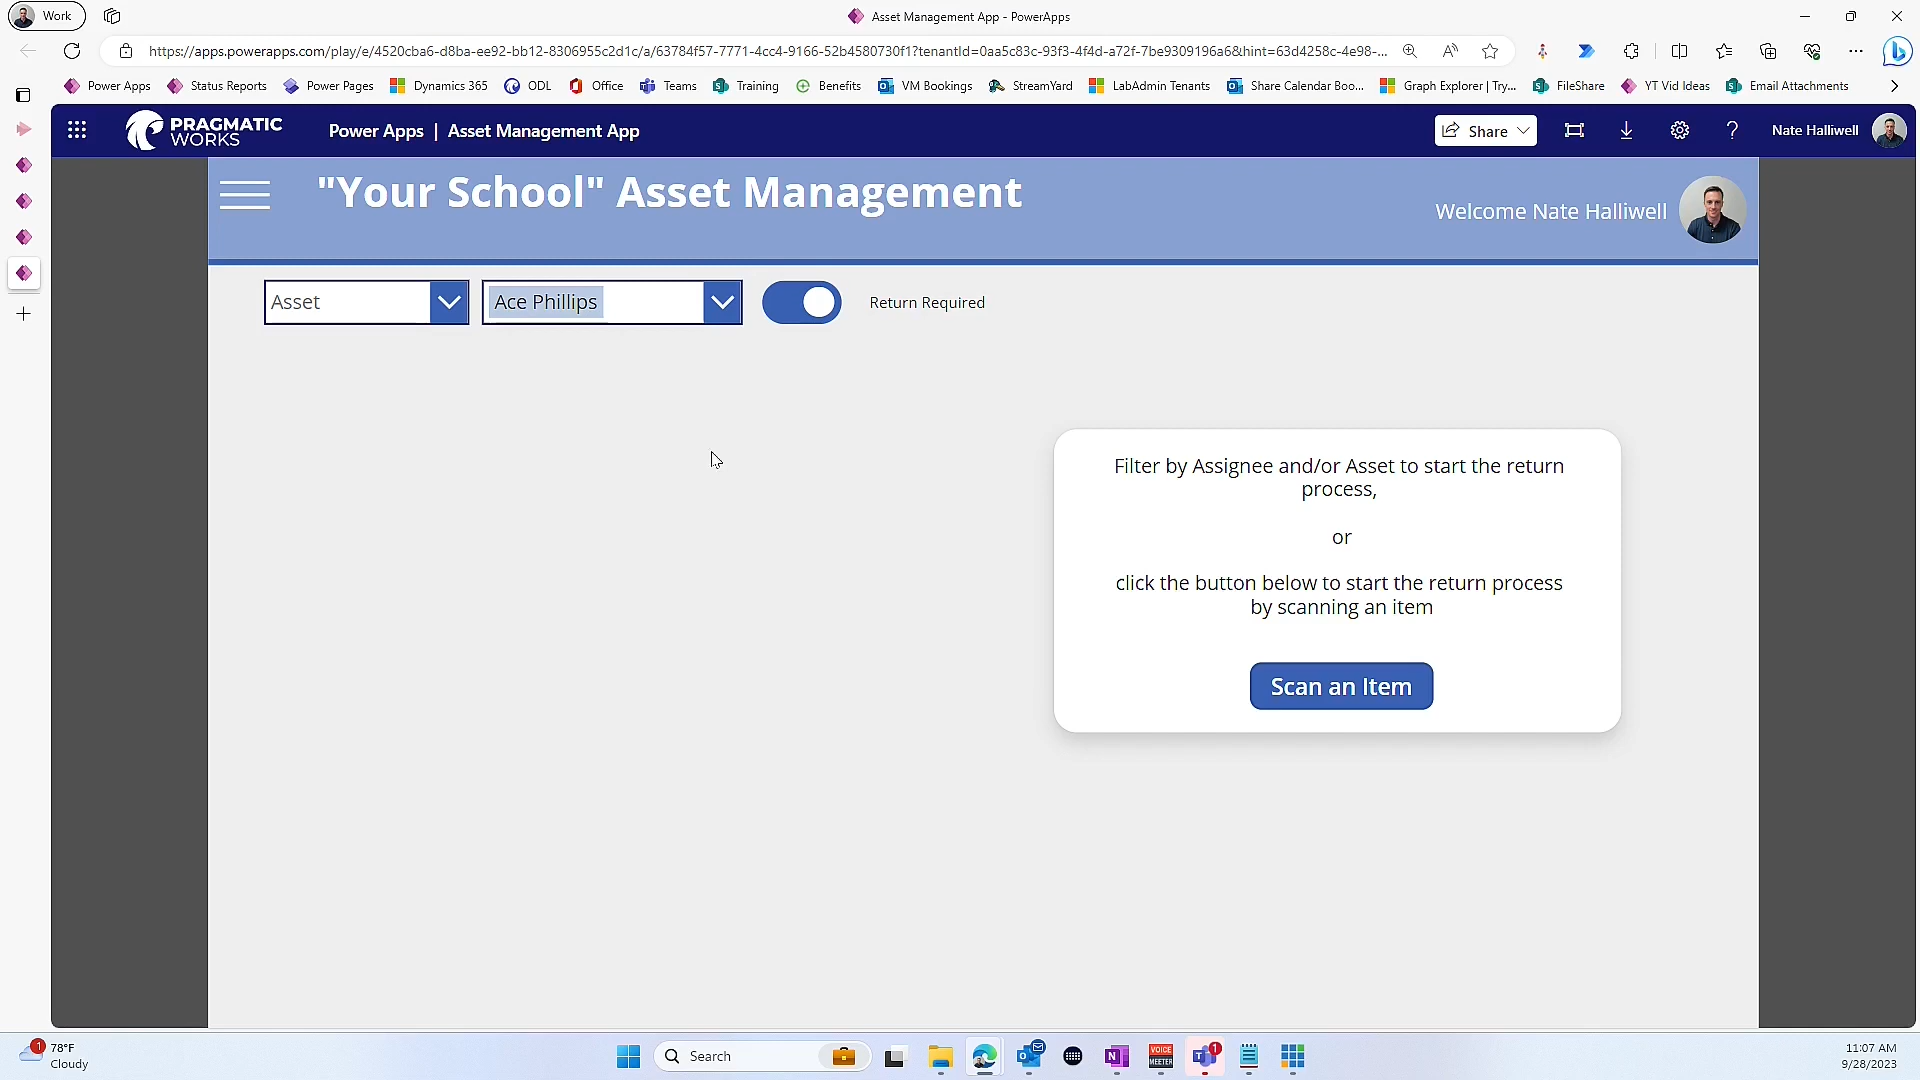 Work
Asset Management App - PowerApps
https://apps.powerapps.com/play/e/4520cba6-d8ba-ee92-bb12-8306955c2d1c/a/63784f57-7771-4cc4-9166-52b4580730f1?tenantId=0aa5c83c-93f3-4f4d-a72f-7be9309196a6&hint=63d4258c-4e98-...
Power Apps
Status Reports
Power Pages
Dynamics 365
ODL
Office
Teams
Training
Benefits
VM Bookings
StreamYard
LabAdmin Tenants
Share Calendar Boo...
Graph Explorer | Try...
FileShare
YT Vid Ideas
Email Attachments
PRAGMATIC
WORKS
Power Apps | Asset Management App
Share
?
Nate Halliwell
"Your School" Asset Management
Welcome Nate Halliwell
Asset
Ace Phillips
Return Required
Filter by Assignee and/or Asset to start the return
process,
or
click the button below to start the return process
by scanning an item
Scan an Item
1
78°F
Cloudy
Search
VOICE
MEETER
1
11:07 AM
9/28/2023